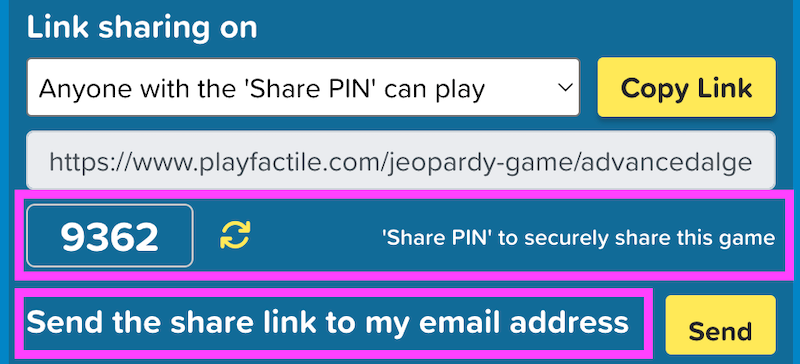 Link sharing on
Anyone with the 'Share PIN' can play
Copy Link
https://www.playfactile.com/jeopardy-game/advancedalge
9362
'Share PIN' to securely share this game
Send the share link to my email address
Send